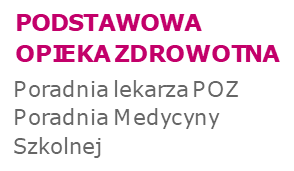 PODSTAWOWA
OPIEKA ZDROWOTNA
Poradnia lekarza POZ
Poradnia Medycyny
Szkolnej